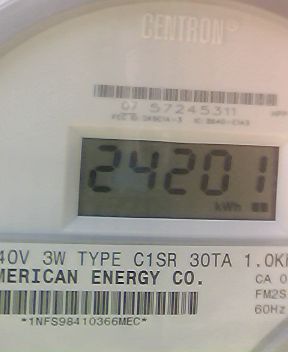 CENTRON®
07 57245311
24201
kWh
40V 3W TYPE C1SR 30TA 1.0K
MERICAN ENERGY CO.
CA 0
FM2S
60Hz
*1NFS98410366MEC*